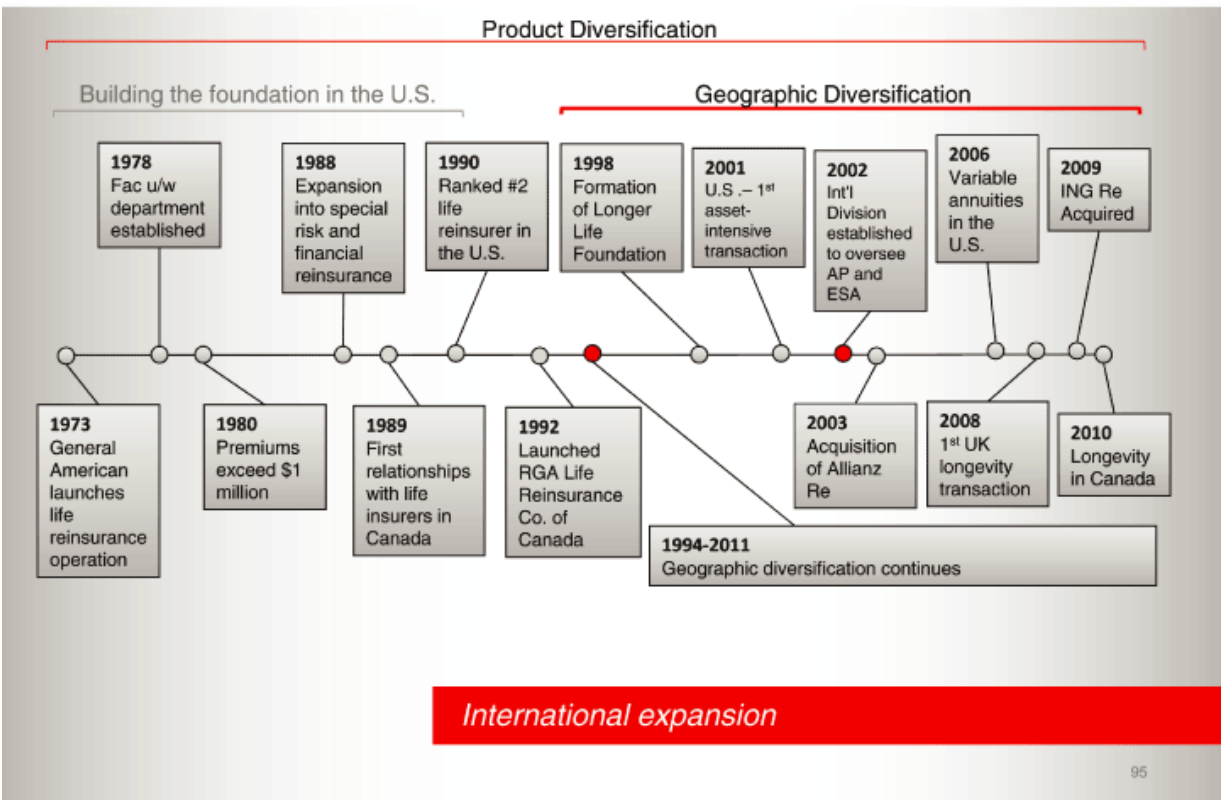 Product Diversification
Building the foundation in the U.S.
Geographic Diversification
1978
Fac u/w
department
established
1988
Expansion
into special
risk and
financial
reinsurance
1990
Ranked #2
life
reinsurer in
the U.S.
1998
Formation
of Longer
Life
Foundation
2001
U.S .– 1st
asset-
intensive
transaction
2002
Int'l
Division
established
to oversee
AP and
ESA
2006
Variable
annuities
in the
U.S.
2009
ING Re
Acquired
1973
General
American
launches
life
reinsurance
operation
1980
Premiums
exceed $1
million
1989
First
relationships
with life
insurers in
Canada
1992
Launched
RGA Life
Reinsurance
Co. of
Canada
1994-2011
Geographic diversification continues
2003
Acquisition
of Allianz
Re
2008
1st UK
longevity
transaction
2010
Longevity
in Canada
International expansion
95